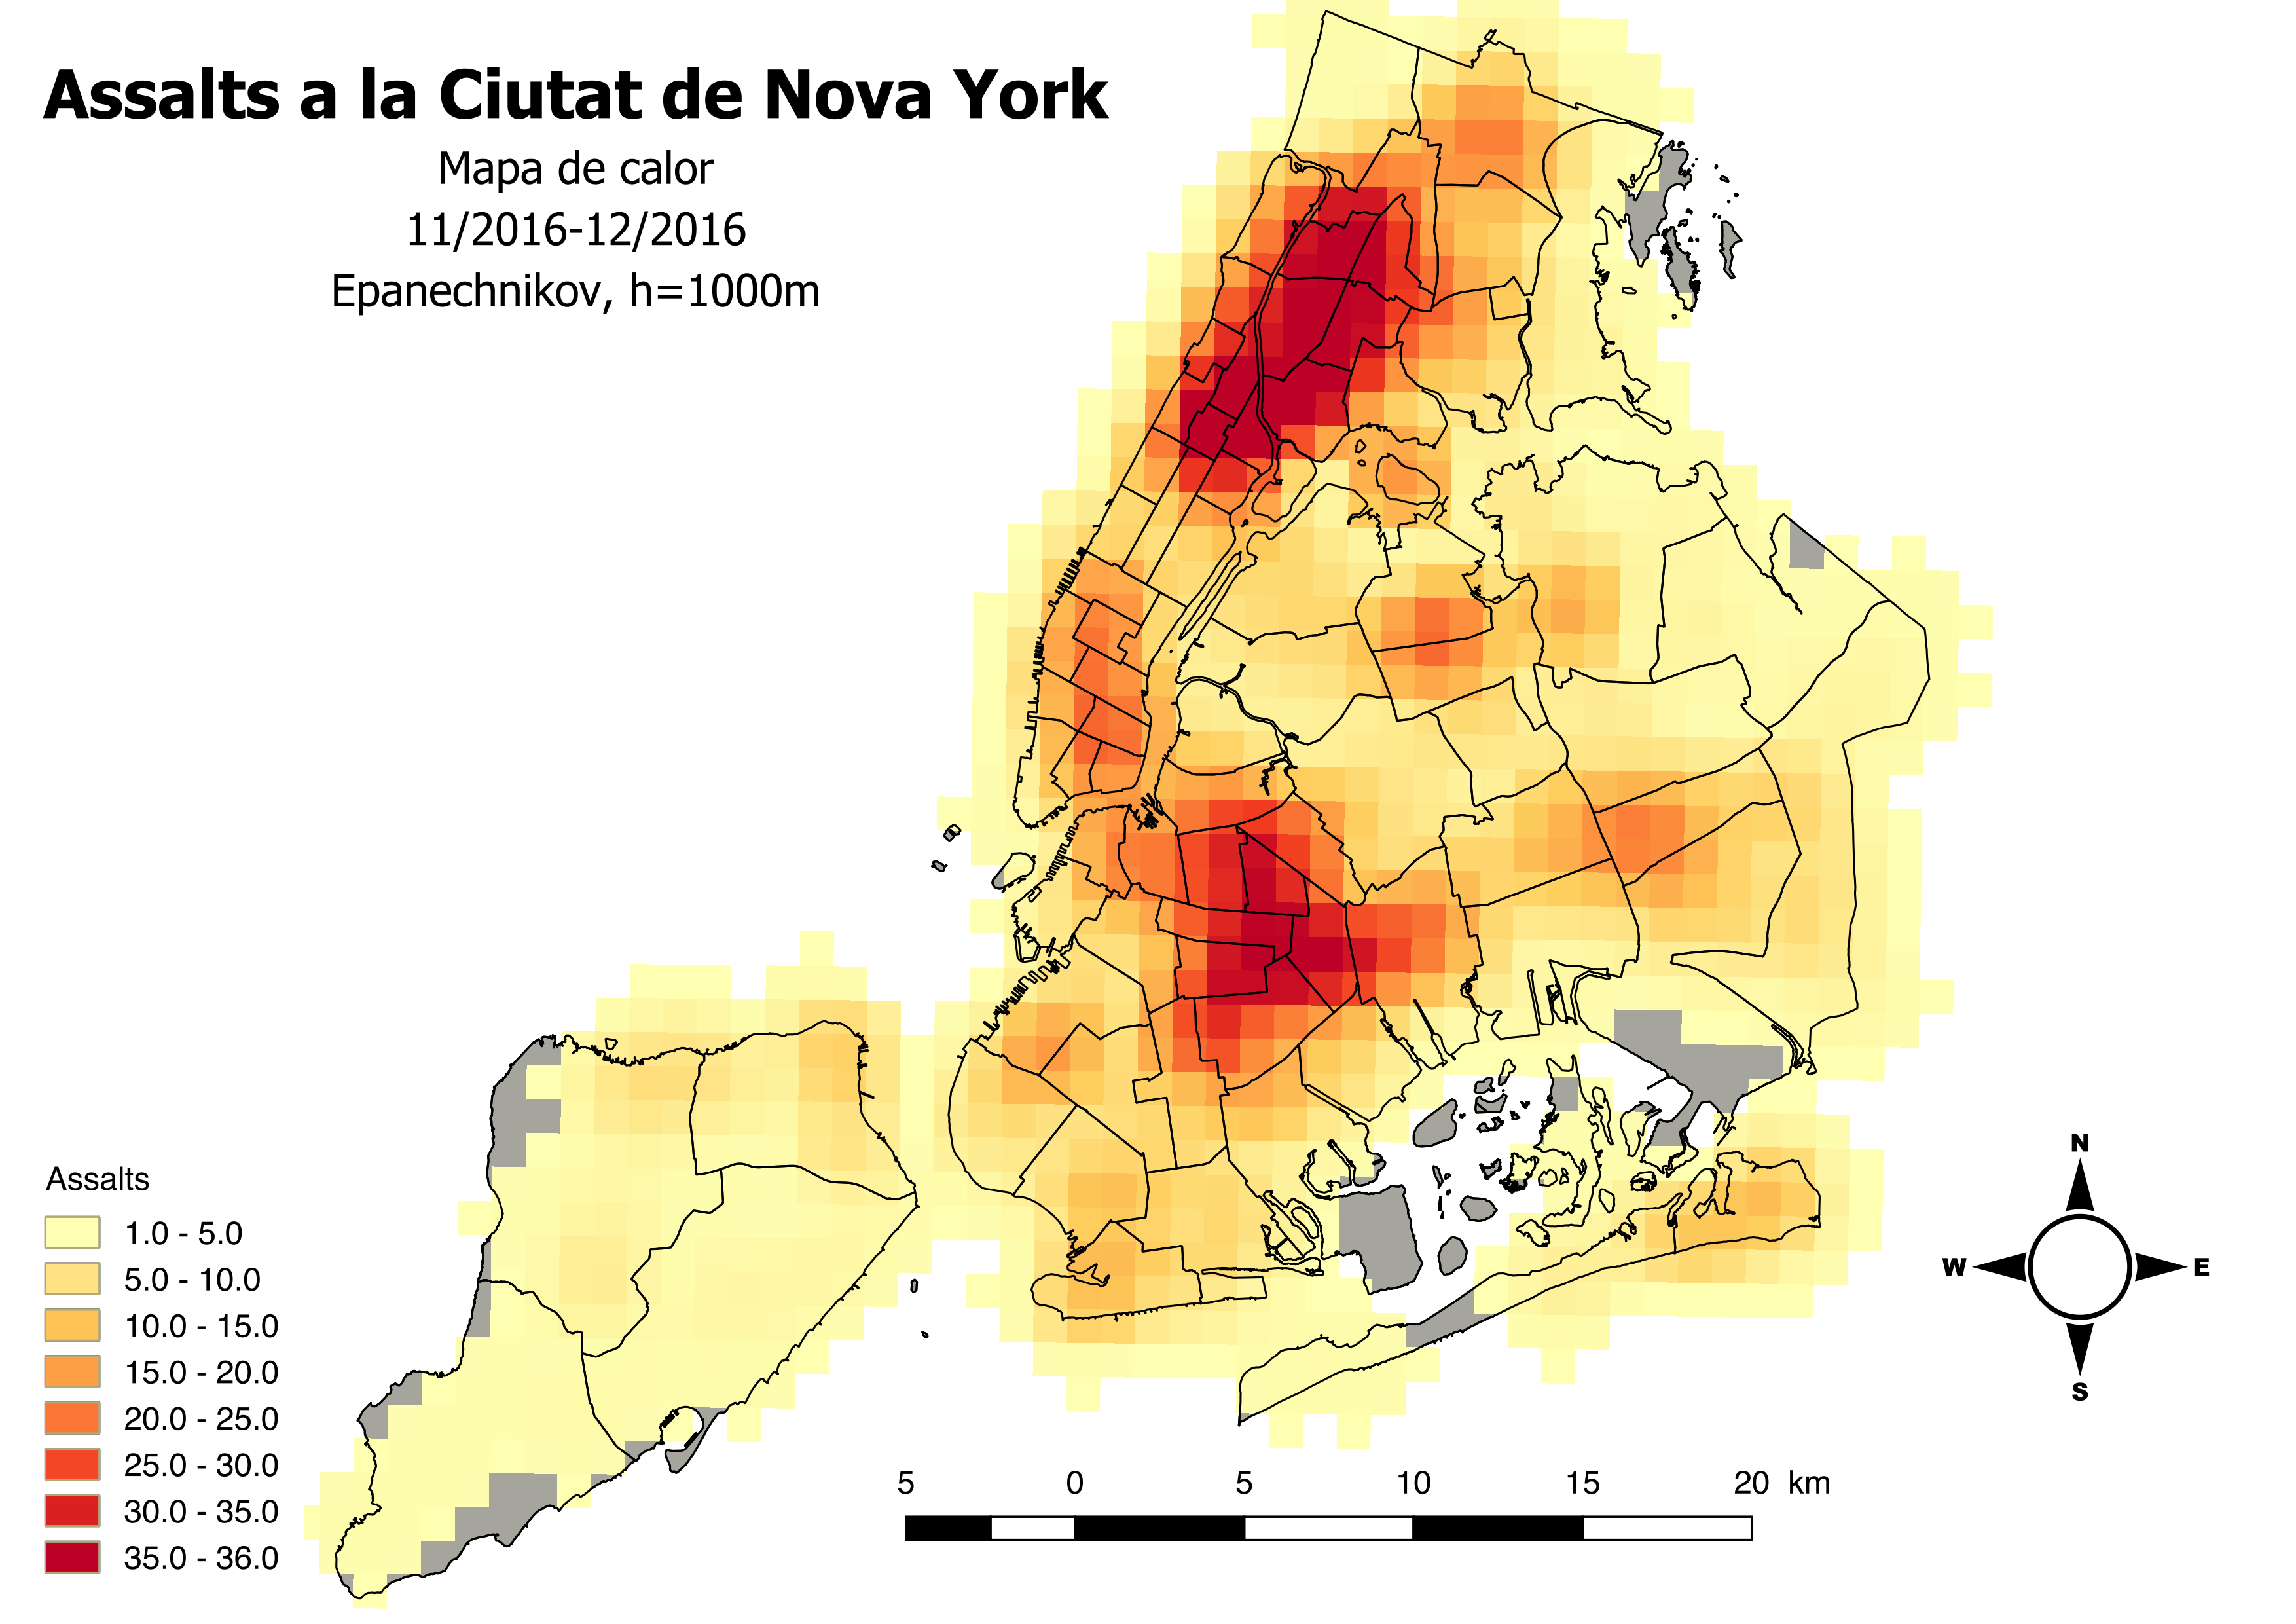 Assalts a la Ciutat de Nova York
Mapa de calor
11/2016-12/2016
Epanechnikov, h=1000m
Assalts
1.0 - 5.0
5.0 - 10.0
10.0 - 15.0
15.0 - 20.0
20.0 - 25.0
25.0 - 30.0
30.0 - 35.0
35.0 - 36.0
5 0 5 10 15 20 km
N
W E
S